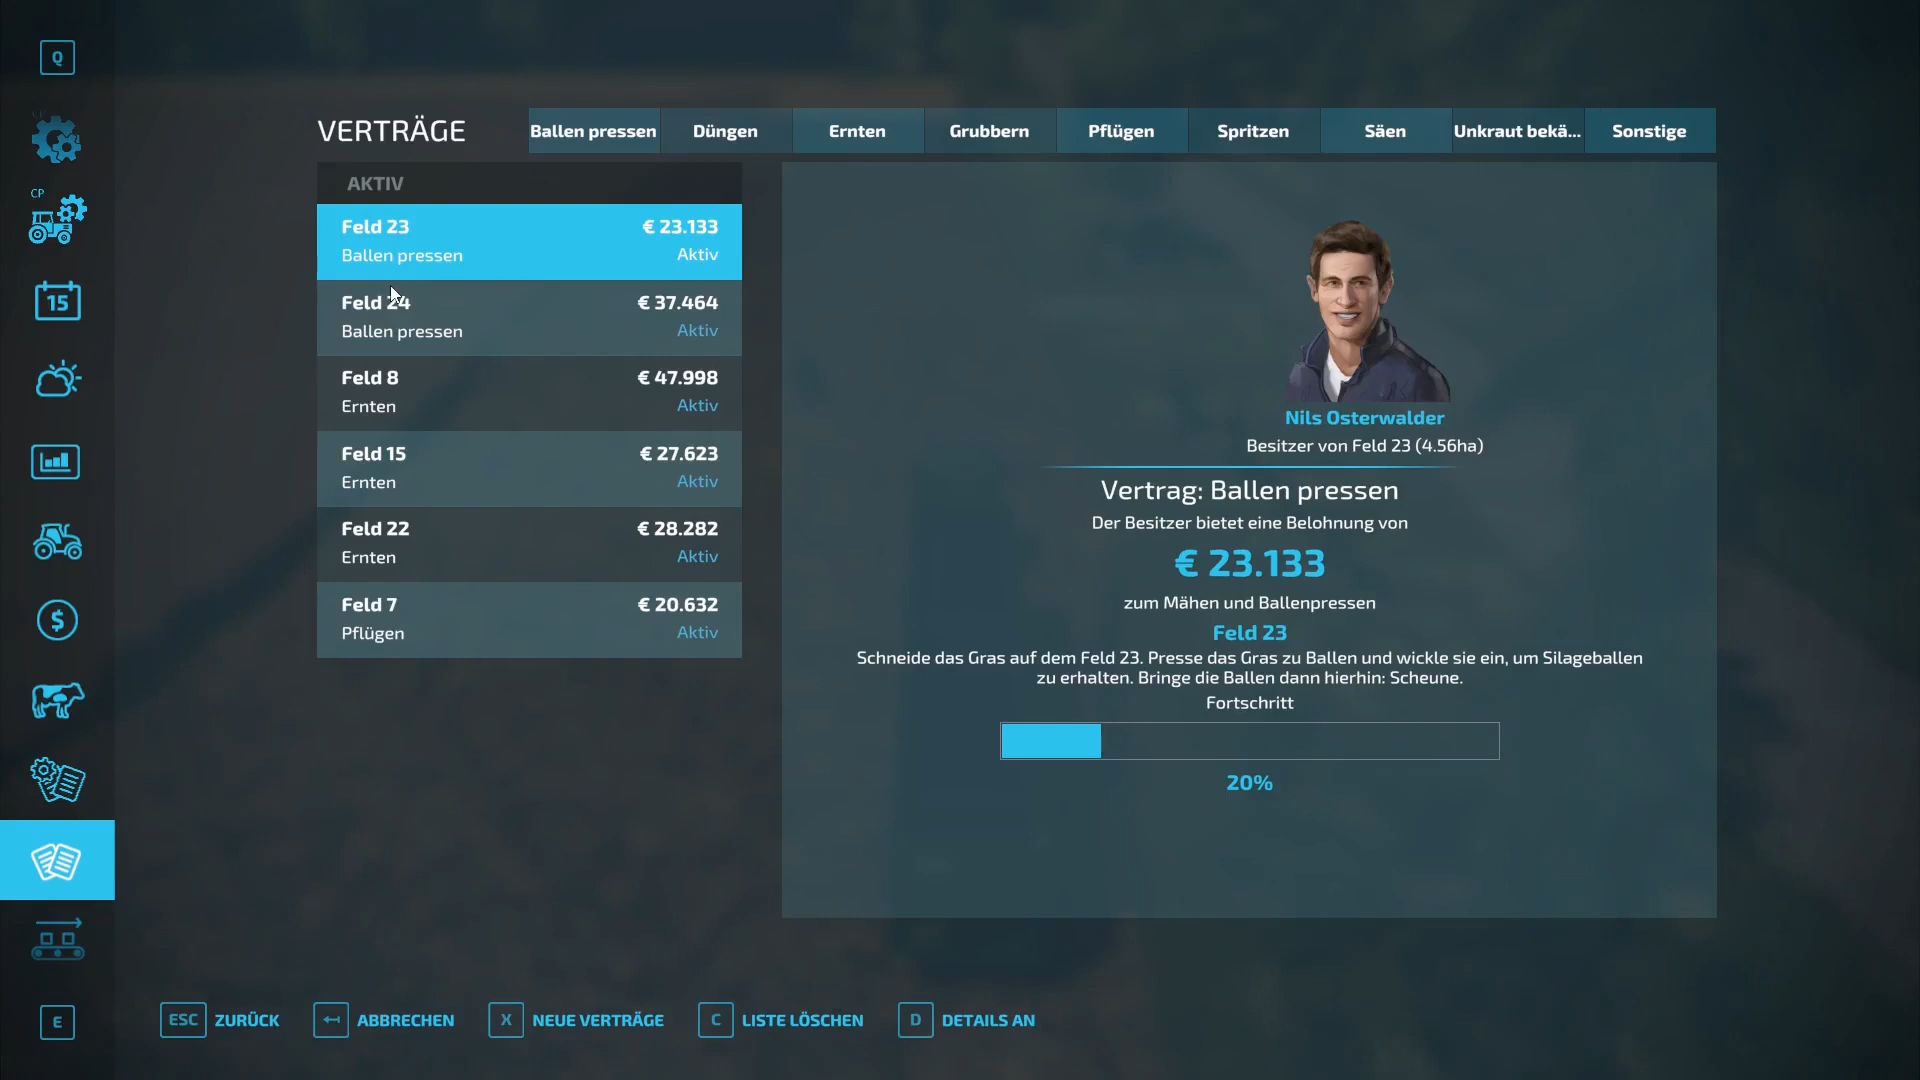 Q
CP
15
E
VERTRÄGE
Ballen pressen
Düngen
Ernten
Grubbern
Pflügen
Spritzen
Säen
Unkraut bekä...
Sonstige
AKTIV
Feld 23 € 23.133
Ballen pressen Aktiv
Feld 24 € 37.464
Ballen pressen Aktiv
Feld 8 € 47.998
Ernten Aktiv
Feld 15 € 27.623
Ernten Aktiv
Feld 22 € 28.282
Ernten Aktiv
Feld 7 € 20.632
Pflügen Aktiv
Nils Osterwalder
Besitzer von Feld 23 (4.56ha)
Vertrag: Ballen pressen
Der Besitzer bietet eine Belohnung von
€ 23.133
zum Mähen und Ballenpressen
Feld 23
Schneide das Gras auf dem Feld 23. Presse das Gras zu Ballen und wickle sie ein, um Silageballen
zu erhalten. Bringe die Ballen dann hierhin: Scheune.
Fortschritt
20%
ESC ZURÜCK
ABBRECHEN
X NEUE VERTRÄGE
C LISTE LÖSCHEN
D DETAILS AN